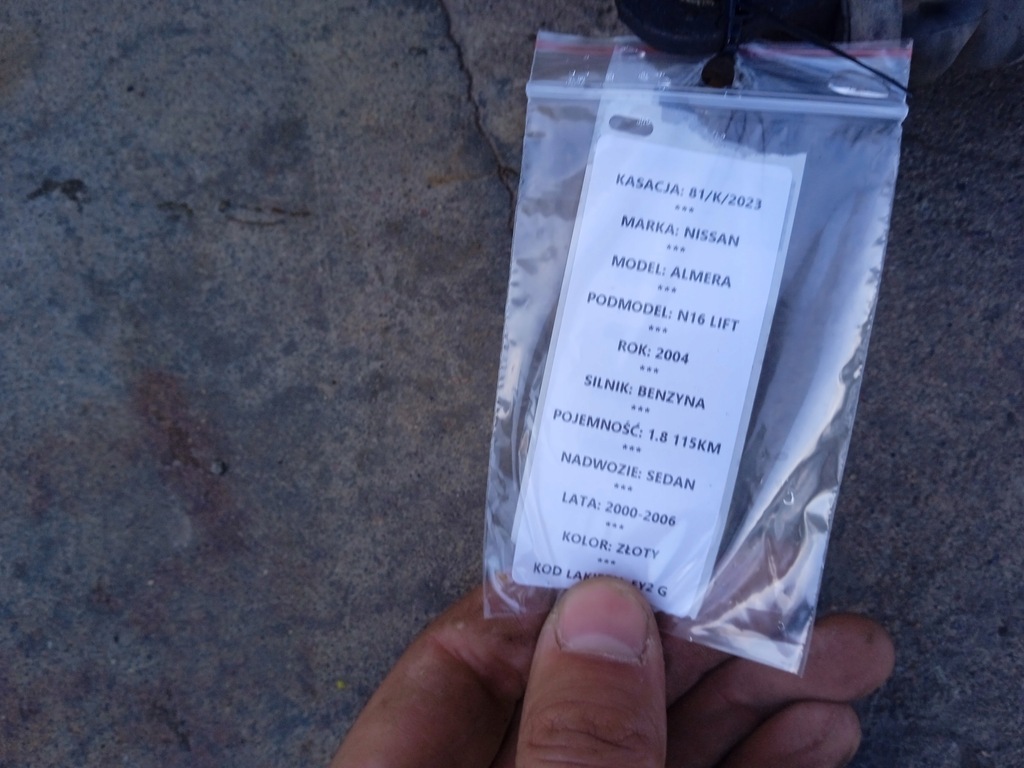 KASACJA: 81/K/2023
***
MARKA: NISSAN
***
MODEL: ALMERA
***
PODMODEL: N16 LIFT
***
ROK: 2004
***
SILNIK: BENZYNA
***
POJEMNOŚĆ: 1.8 115KM
***
NADWOZIE: SEDAN
***
LATA: 2000-2006
***
KOLOR: ZŁOTY
***
KOD G